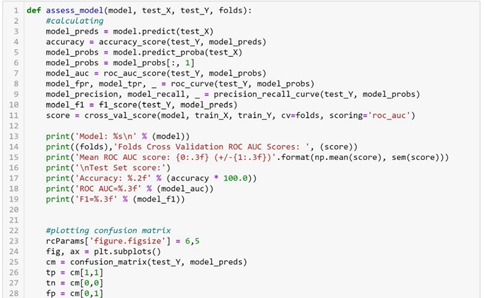 1 def assess_model(model, test_X, test_Y, folds):
2 #calculating
3 model_preds = model.predict(test_X)
4 accuracy = accuracy_score(test_Y, model_preds)
5 model_probs = model.predict_proba(test_X)
6 model_probs = model_probs[:, 1]
7 model_auc = roc_auc_score(test_Y, model_probs)
8 model_fpr, model_tpr, _ = roc_curve(test_Y, model_probs)
9 model_precision, model_recall, _ = precision_recall_curve(test_Y, model_probs)
10 model_f1 = f1_score(test_Y, model_preds)
11 score = cross_val_score(model, train_X, train_Y, cv=folds, scoring='roc_auc')
12
13 print('Model: %s\n' % (model))
14 print((folds),'Folds Cross Validation ROC AUC Scores: ', (score))
15 print('Mean ROC AUC score: {0:.3f} (+/-{1:.3f})'.format(np.mean(score), sem(score)))
16 print('\nTest Set score:')
17 print('Accuracy: %.2f' % (accuracy * 100.0))
18 print('ROC AUC=%.3f' % (model_auc))
19 print('F1=%.3f' % (model_f1))
20
21
22 #plotting confusion matrix
23 rcParams['figure.figsize'] = 6,5
24 fig, ax = plt.subplots()
25 cm = confusion_matrix(test_Y, model_preds)
26 tp = cm[1,1]
27 tn = cm[0,0]
28 fp = cm[0,1]